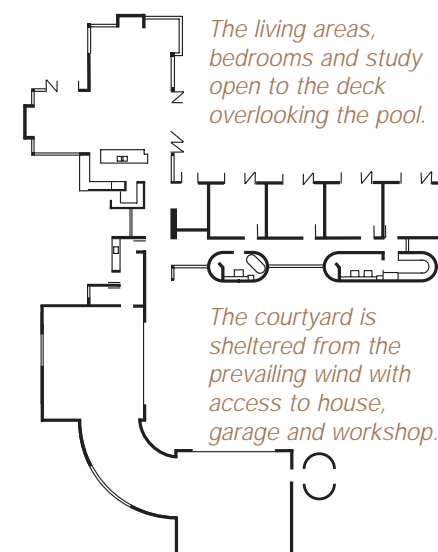 The living areas,
bedrooms and study
open to the deck
overlooking the pool.
The courtyard is
sheltered from the
prevailing wind with
access to house,
garage and workshop.